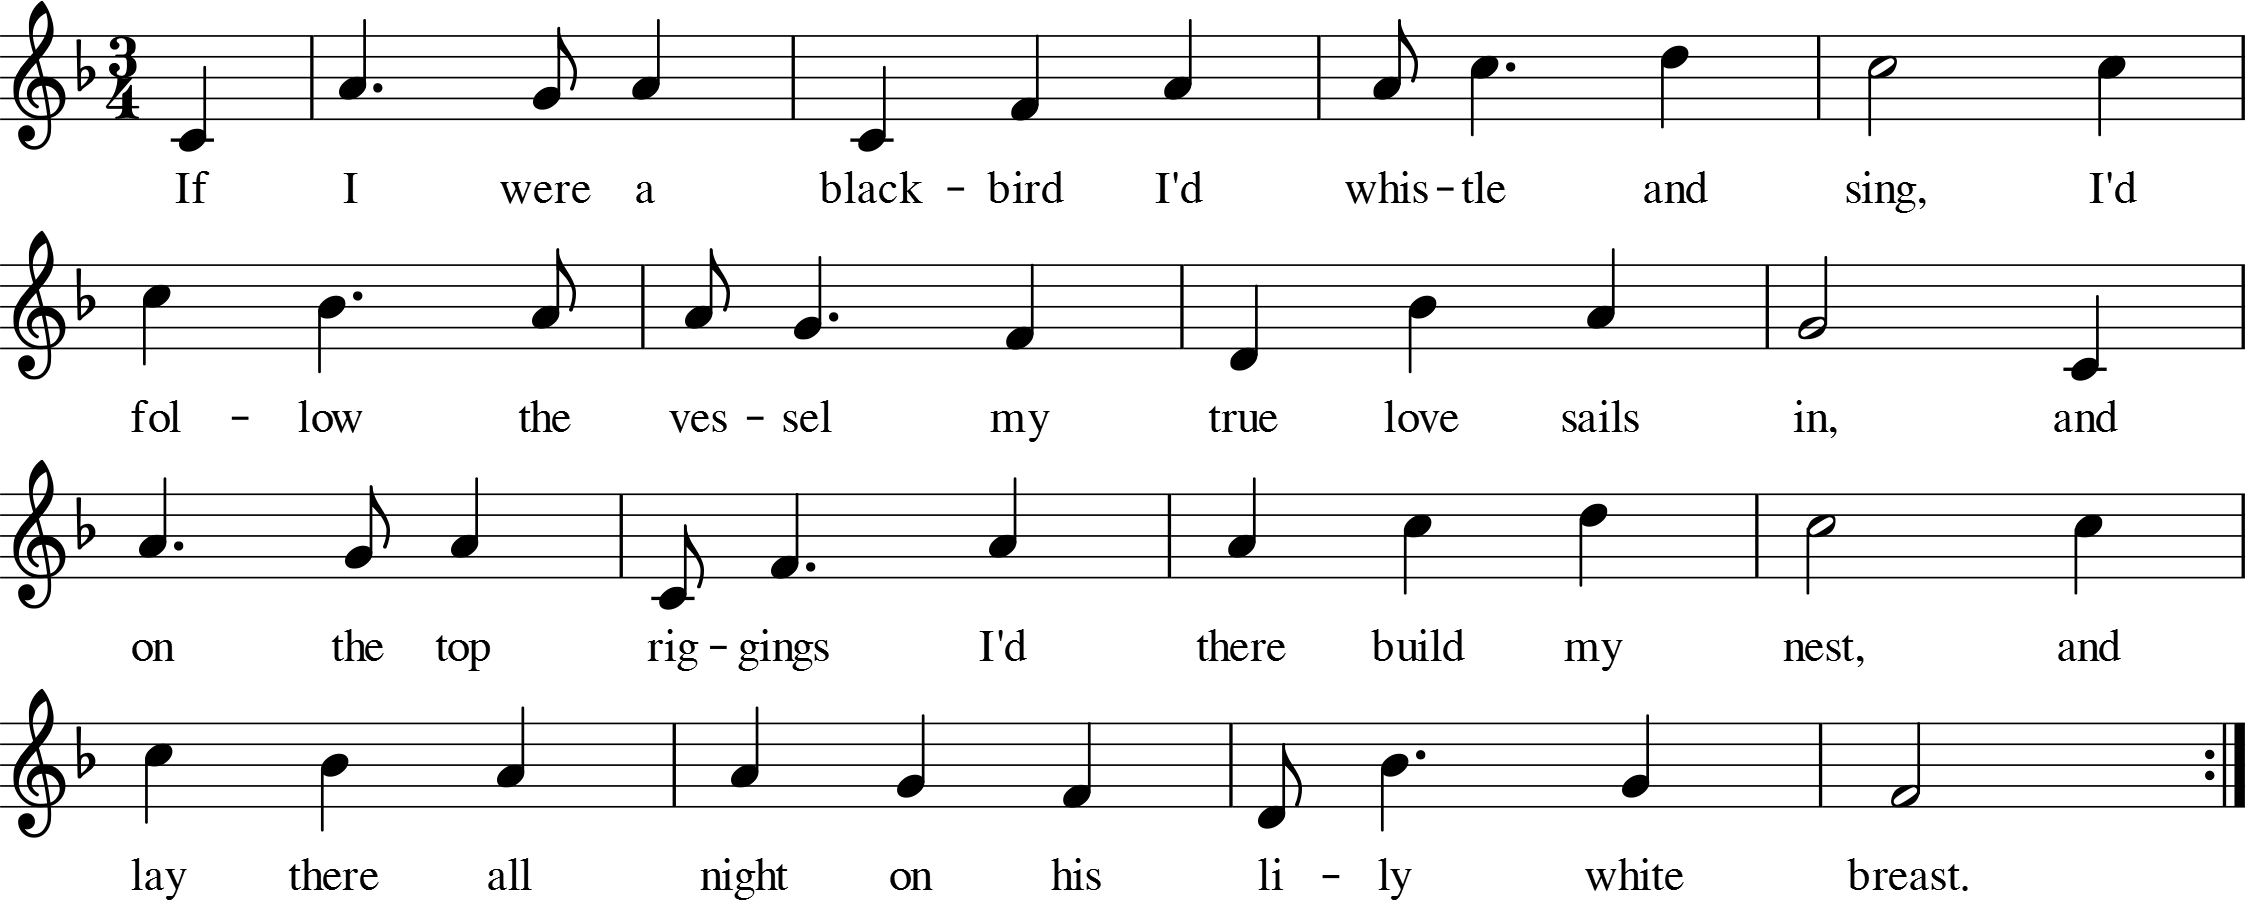 3
4
If I were a black - bird I'd whis - tle and sing, I'd
fol - low the ves - sel my true love sails in, and
on the top rig - gings I'd there build my nest, and
lay there all night on his li - ly white breast.